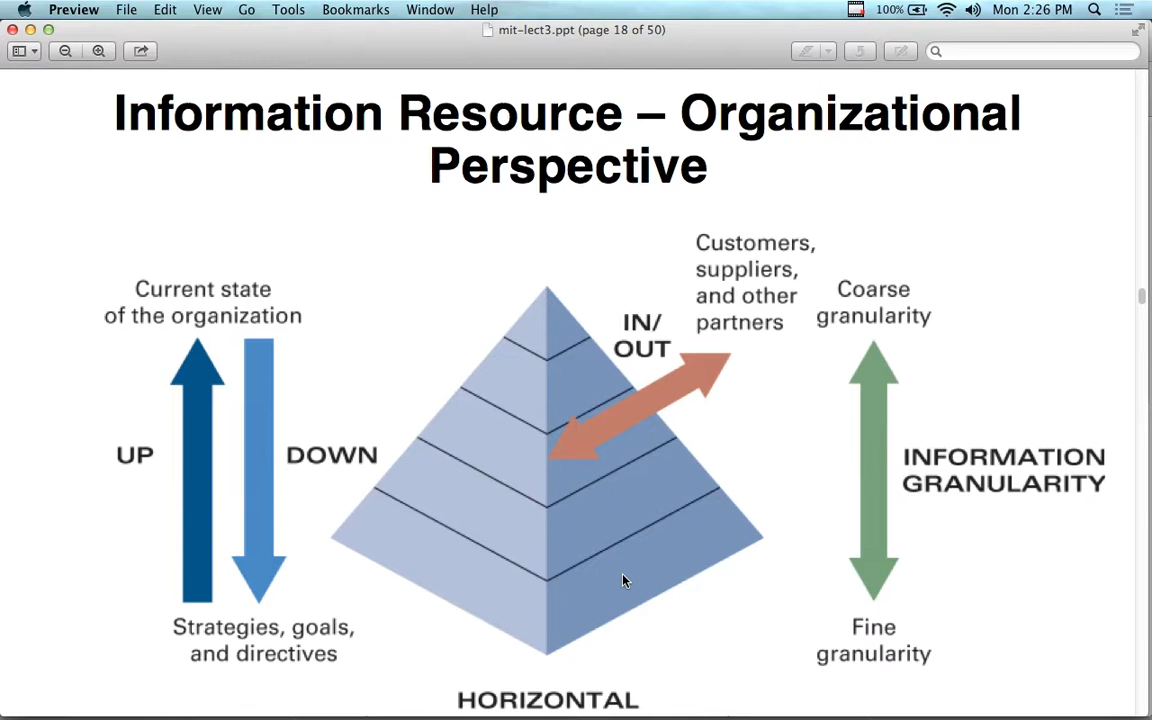 Preview File Edit View Go Tools Bookmarks Window Help 100% Mon 2:26 PM
mit-lect3.ppt (page 18 of 50)
5
Information Resource – Organizational
Perspective
Current state
of the organization
UP
DOWN
Strategies, goals,
and directives
IN/
OUT
Customers,
suppliers,
and other
partners
Coarse
granularity
INFORMATION
GRANULARITY
Fine
granularity
HORIZONTAL